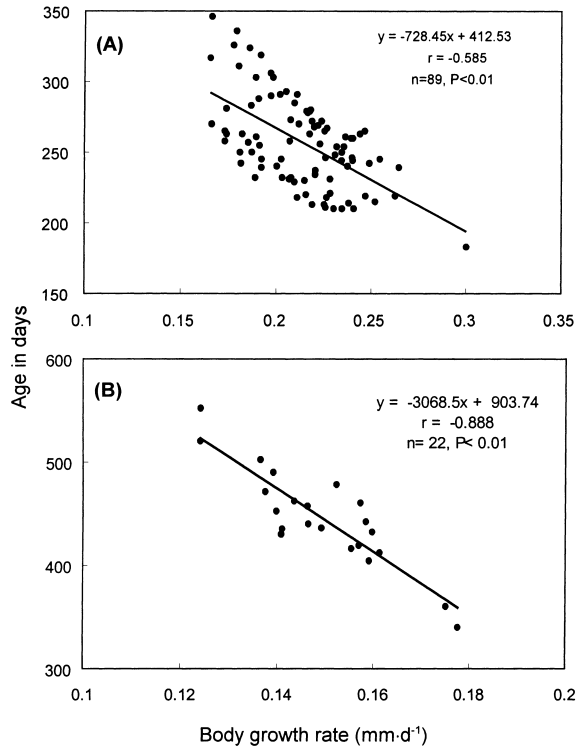 350
(A)
y = -728.45x + 412.53
r = -0.585
n=89, P<0.01
300
250
200
150
0.1 0.15 0.2 0.25 0.3 0.35
Age in days
600
(B)
y = -3068.5x + 903.74
r = -0.888
n= 22, P< 0.01
500
400
300
0.1 0.12 0.14 0.16 0.18 0.2
Body growth rate (mm·d⁻¹)